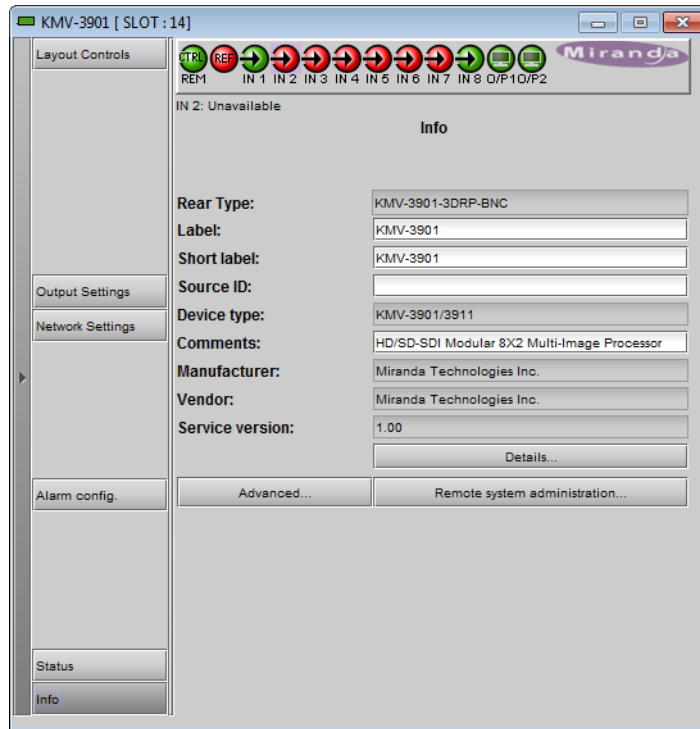 KMV-3901 [ SLOT : 14]
Layout Controls
CTRL REF Miranda
REM IN 1 IN 2 IN 3 IN 4 IN 5 IN 6 IN 7 IN 8 O/P1 O/P2
IN 2: Unavailable
Info
Rear Type: KMV-3901-3DRP-BNC
Label: KMV-3901
Short label: KMV-3901
Source ID:
Output Settings
Device type: KMV-3901/3911
Network Settings
Comments: HD/SD-SDI Modular 8X2 Multi-Image Processor
Manufacturer: Miranda Technologies Inc.
Vendor: Miranda Technologies Inc.
Service version: 1.00
Details...
Alarm config.
Advanced... Remote system administration...
Status
Info